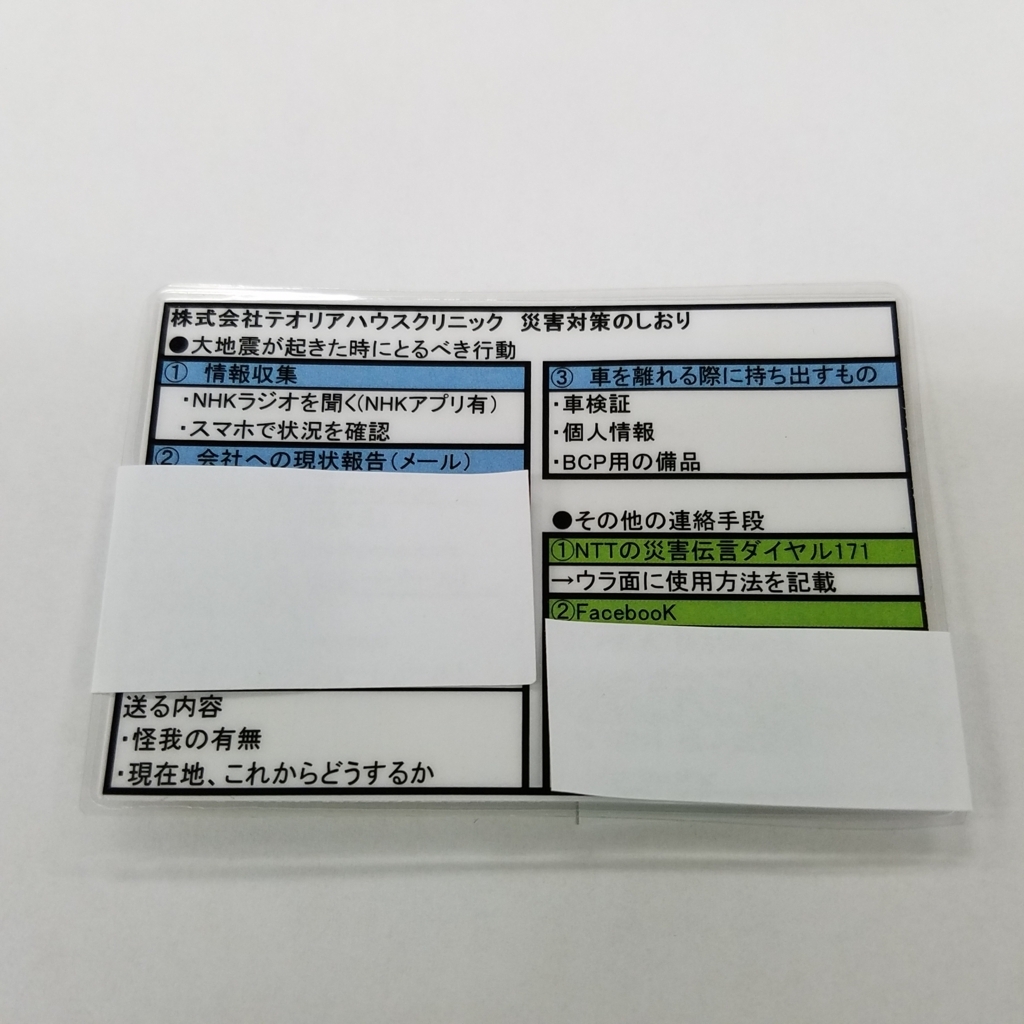 株式会社テオリアハウスクリニック 災害対策のしおり
●大地震が起きた時にとるべき行動
① 情報収集
・NHKラジオを聞く(NHKアプリ有)
・スマホで状況を確認
② 会社への現状報告(メール)
送る内容
・怪我の有無
・現在地、これからどうするか
③ 車を離れる際に持ち出すもの
・車検証
・個人情報
・BCP用の備品
●その他の連絡手段
①NTTの災害伝言ダイヤル171
→ウラ面に使用方法を記載
②FacebooK